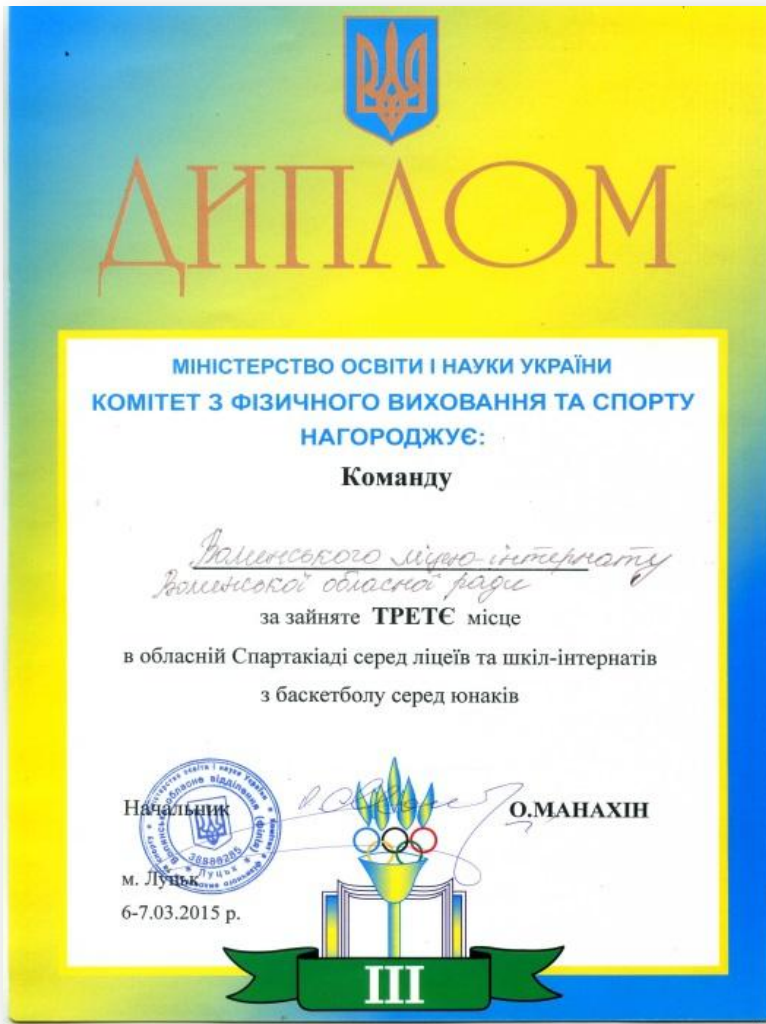 ДИПЛОМ
МІНІСТЕРСТВО ОСВІТИ І НАУКИ УКРАЇНИ
КОМІТЕТ З ФІЗИЧНОГО ВИХОВАННЯ ТА СПОРТУ
НАГОРОДЖУЄ:
Команду
Волинського ліцею-інтернату
Волинської обласної ради
за зайняте ТРЕТЄ місце
в обласній Спартакіаді серед ліцеїв та шкіл-інтернатів
з баскетболу серед юнаків
Начальник О.МАНАХІН
м. Луцьк
6-7.03.2015 р.
III